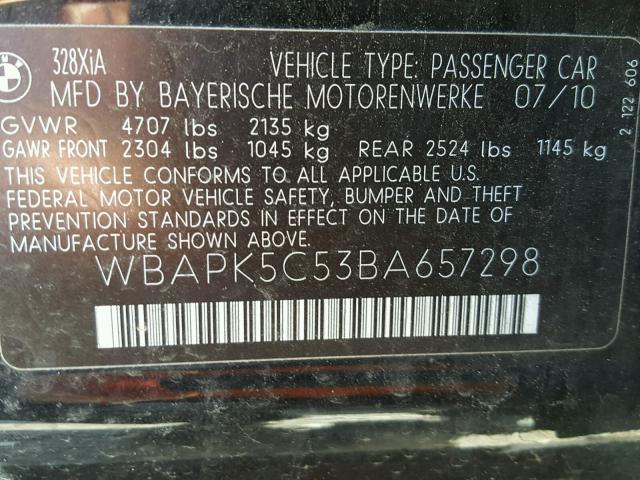 328XiA VEHICLE TYPE: PASSENGER CAR
MFD BY BAYERISCHE MOTORENWERKE 07/10
GVWR 4707 lbs 2135 kg
GAWR FRONT 2304 lbs 1045 kg REAR 2524 lbs 1145 kg
THIS VEHICLE CONFORMS TO ALL APPLICABLE U.S.
FEDERAL MOTOR VEHICLE SAFETY, BUMPER AND THEFT
PREVENTION STANDARDS IN EFFECT ON THE DATE OF
MANUFACTURE SHOWN ABOVE.
WBAPK5C53BA657298
2 122 606